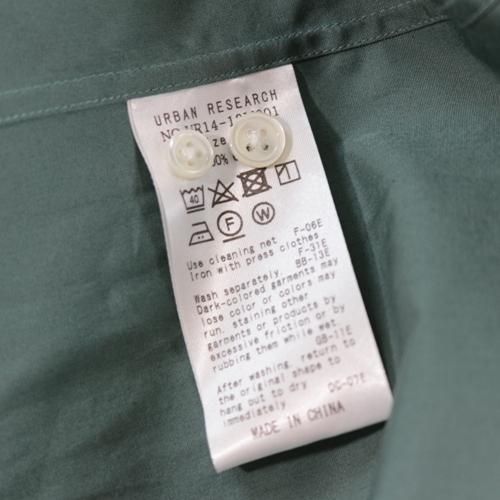 URBAN RESEARCH
40
F
W
Use cleaning net. F-06E
Iron with press clothes
F-31E
Wash separately. BB-13E
Dark-colored garments may
lose color or colors may
run, staining other
garments or products by
excessive friction or by
rubbing them while wet.
GB-11E
After washing, return to
the original shape to
hang out to dry
immediately. DC-07E
MADE IN CHINA